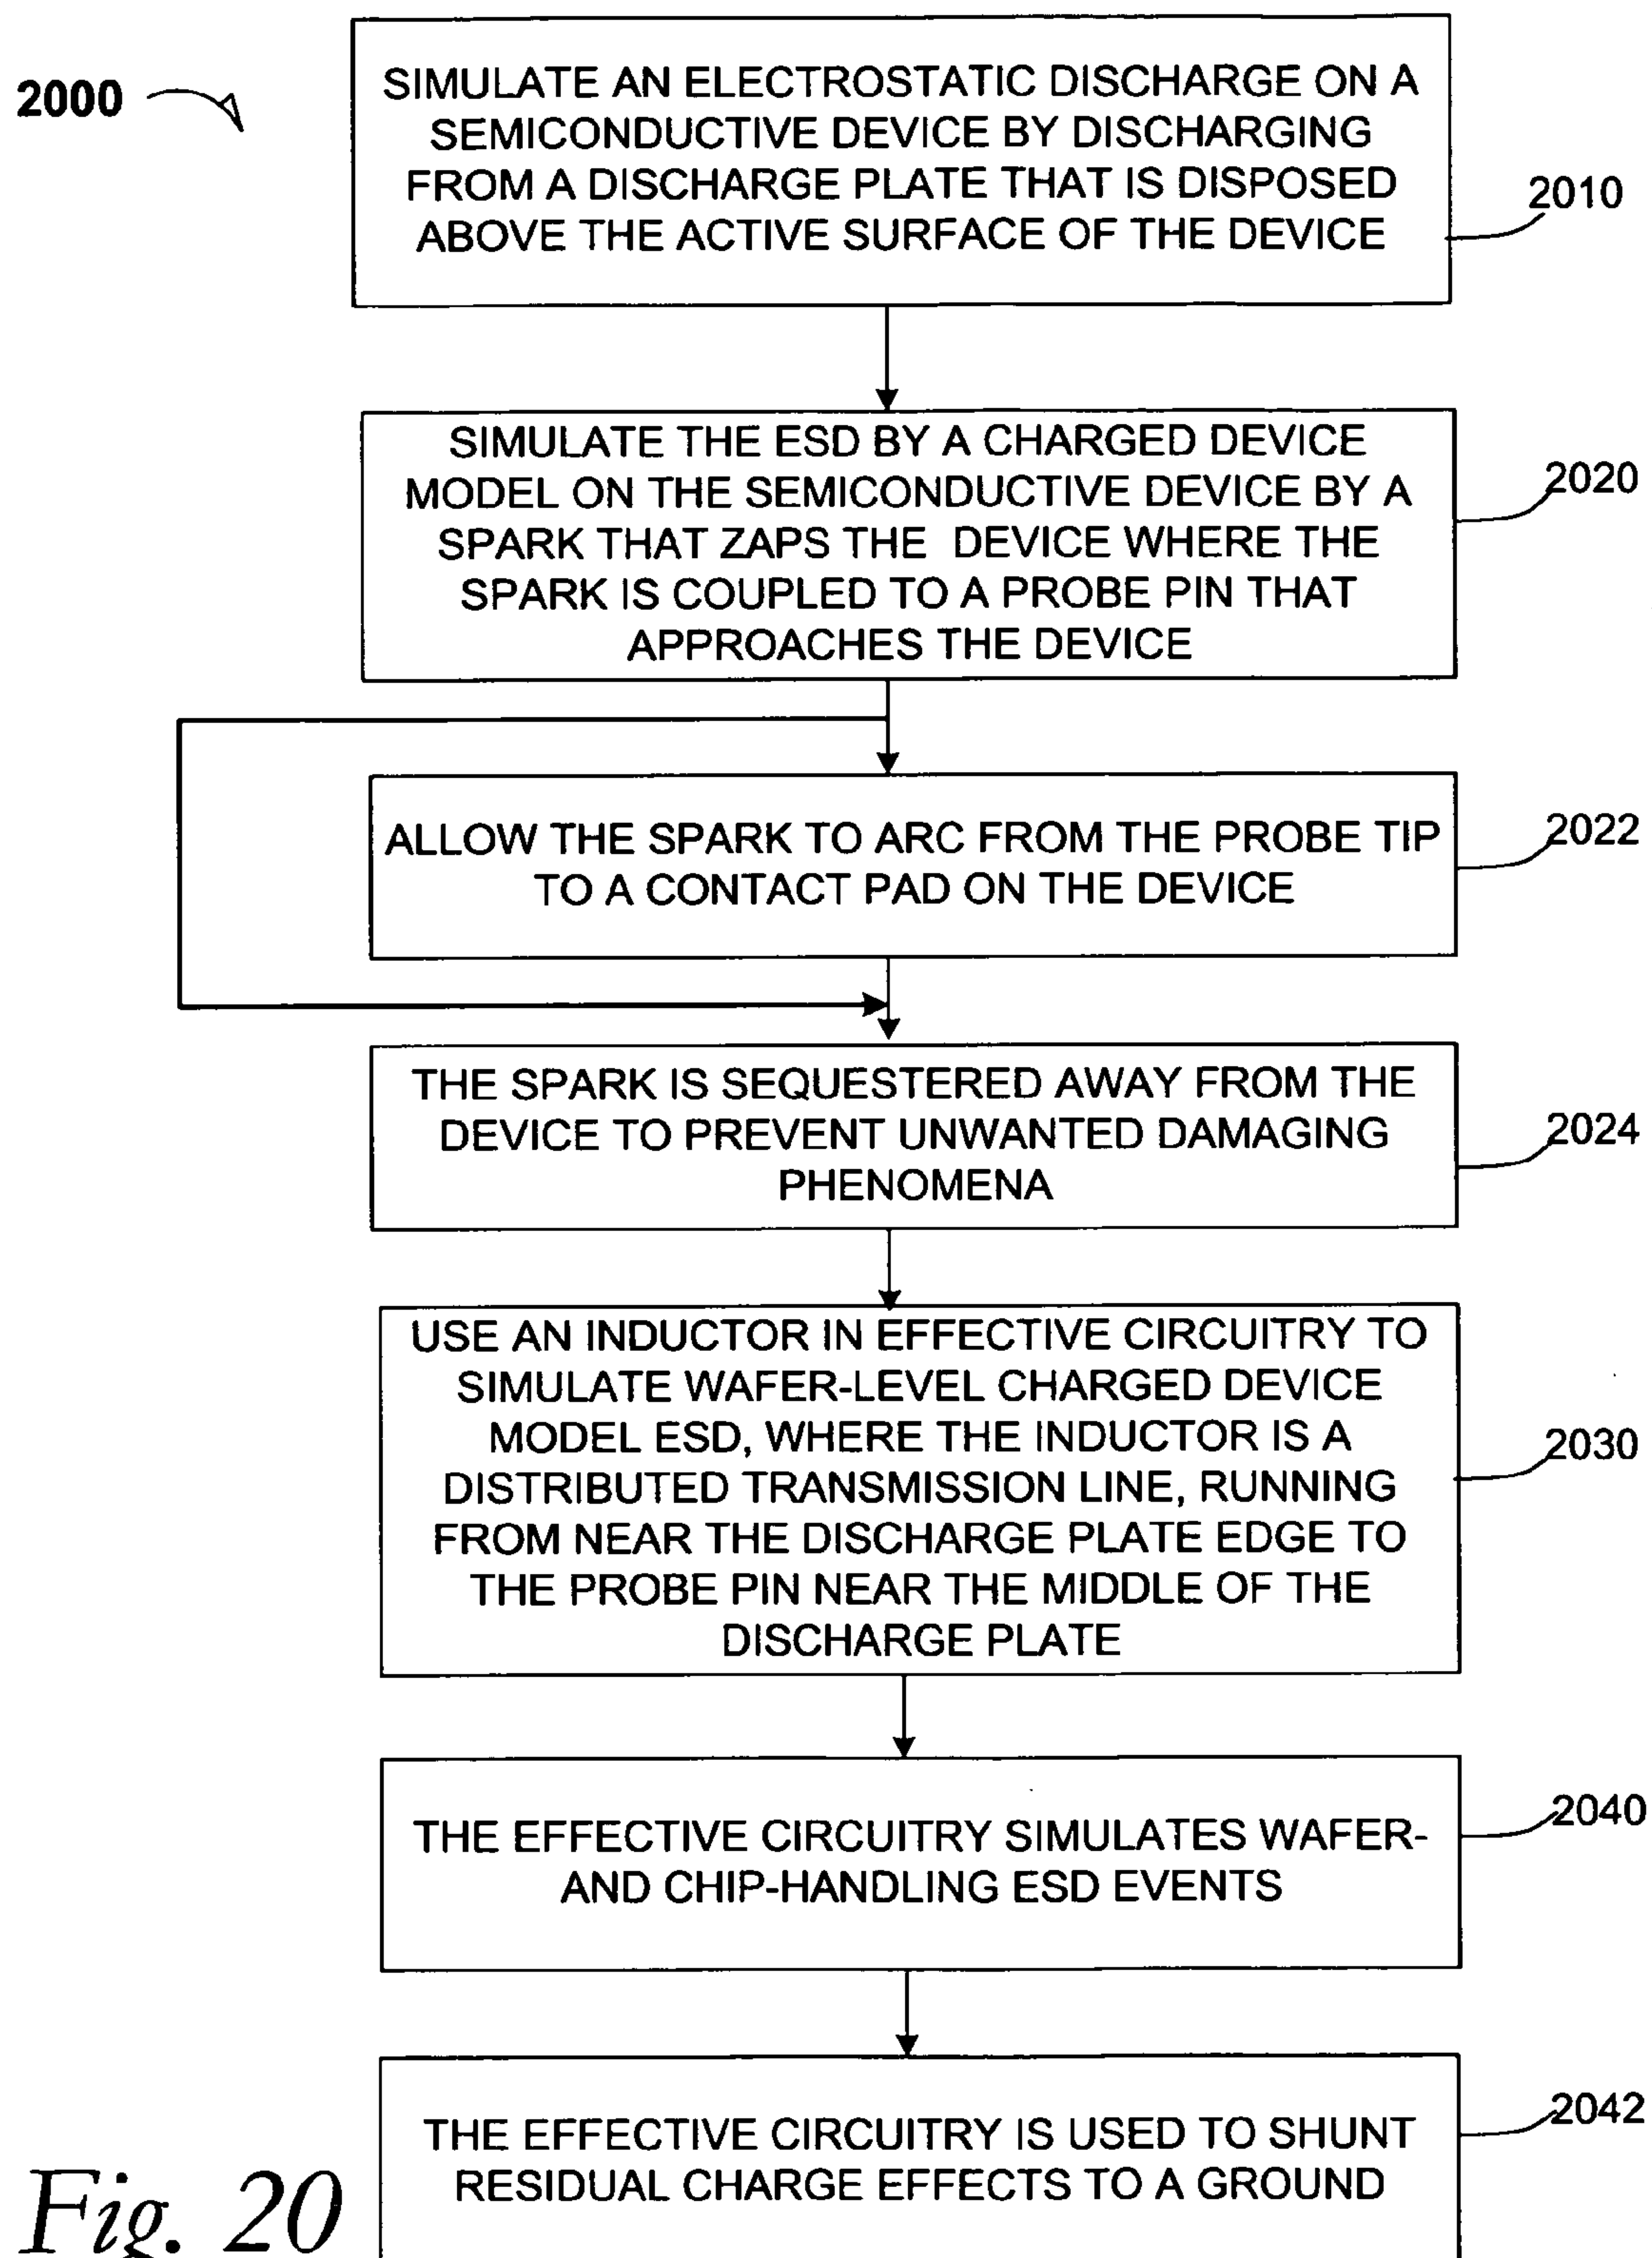 2000
SIMULATE AN ELECTROSTATIC DISCHARGE ON A
SEMICONDUCTIVE DEVICE BY DISCHARGING
FROM A DISCHARGE PLATE THAT IS DISPOSED
ABOVE THE ACTIVE SURFACE OF THE DEVICE
2010
SIMULATE THE ESD BY A CHARGED DEVICE
MODEL ON THE SEMICONDUCTIVE DEVICE BY A
SPARK THAT ZAPS THE DEVICE WHERE THE
SPARK IS COUPLED TO A PROBE PIN THAT
APPROACHES THE DEVICE
2020
ALLOW THE SPARK TO ARC FROM THE PROBE TIP
TO A CONTACT PAD ON THE DEVICE
2022
THE SPARK IS SEQUESTERED AWAY FROM THE
DEVICE TO PREVENT UNWANTED DAMAGING
PHENOMENA
2024
USE AN INDUCTOR IN EFFECTIVE CIRCUITRY TO
SIMULATE WAFER-LEVEL CHARGED DEVICE
MODEL ESD, WHERE THE INDUCTOR IS A
DISTRIBUTED TRANSMISSION LINE, RUNNING
FROM NEAR THE DISCHARGE PLATE EDGE TO
THE PROBE PIN NEAR THE MIDDLE OF THE
DISCHARGE PLATE
2030
THE EFFECTIVE CIRCUITRY SIMULATES WAFER-
AND CHIP-HANDLING ESD EVENTS
2040
THE EFFECTIVE CIRCUITRY IS USED TO SHUNT
RESIDUAL CHARGE EFFECTS TO A GROUND
2042
Fig. 20